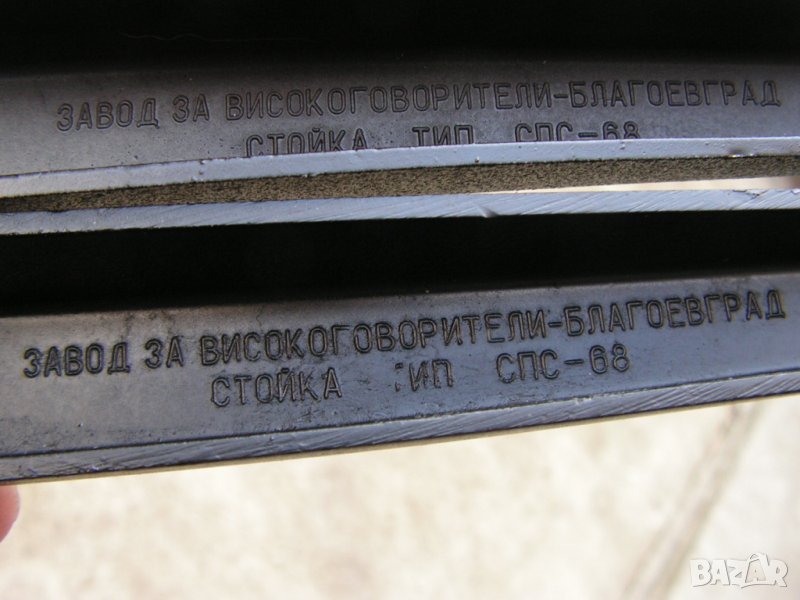 ЗАВОД ЗА ВИСОКОГОВОРИТЕЛИ-БЛАГОЕВГРАД
СТОЙКА ТИП СПС-68
ЗАВОД ЗА ВИСОКОГОВОРИТЕЛИ-БЛАГОЕВГРАД
СТОЙКА ТИП СПС-68
BAZAR